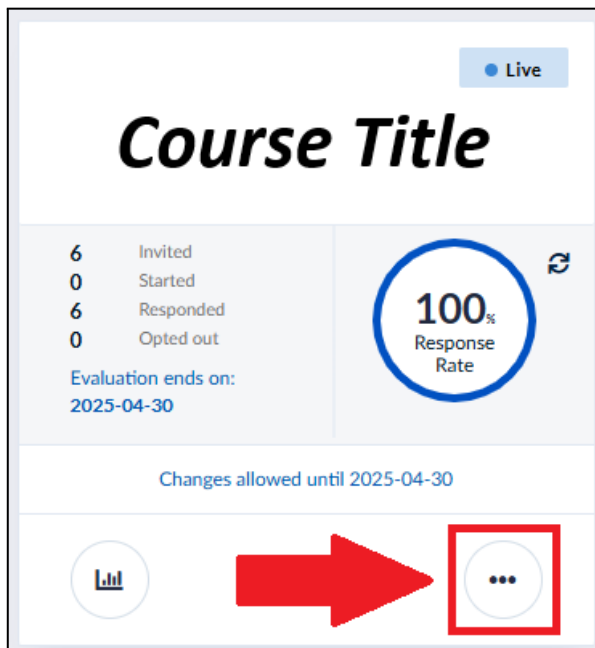 Live
Course Title
6 Invited
0 Started
6 Responded
0 Opted out
Evaluation ends on:
2025-04-30
100%
Response
Rate
Changes allowed until 2025-04-30